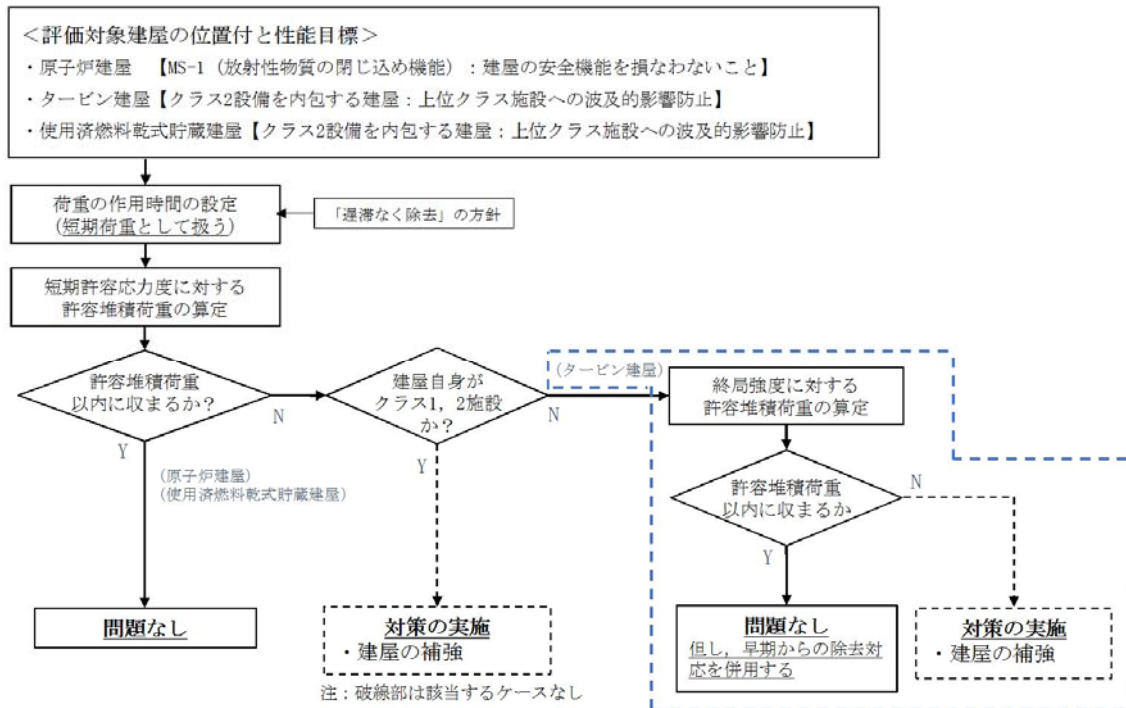 ＜評価対象建屋の位置付と性能目標＞
・原子炉建屋　【MS-1（放射性物質の閉じ込め機能）：建屋の安全機能を損なわないこと】
・タービン建屋【クラス2設備を内包する建屋：上位クラス施設への波及的影響防止】
・使用済燃料乾式貯蔵建屋【クラス2設備を内包する建屋：上位クラス施設への波及的影響防止】
荷重の作用時間の設定
(短期荷重として扱う)
「遅滞なく除去」の方針
短期許容応力度に対する
許容堆積荷重の算定
許容堆積荷重
以内に収まるか？
N
Y
(原子炉建屋)
(使用済燃料乾式貯蔵建屋)
問題なし
建屋自身が
クラス1，2施設
か？
N
Y
対策の実施
・建屋の補強
注：破線部は該当するケースなし
(タービン建屋)
終局強度に対する
許容堆積荷重の算定
許容堆積荷重
以内に収まるか
N
Y
問題なし
但し，早期からの除去対
応を併用する
対策の実施
・建屋の補強